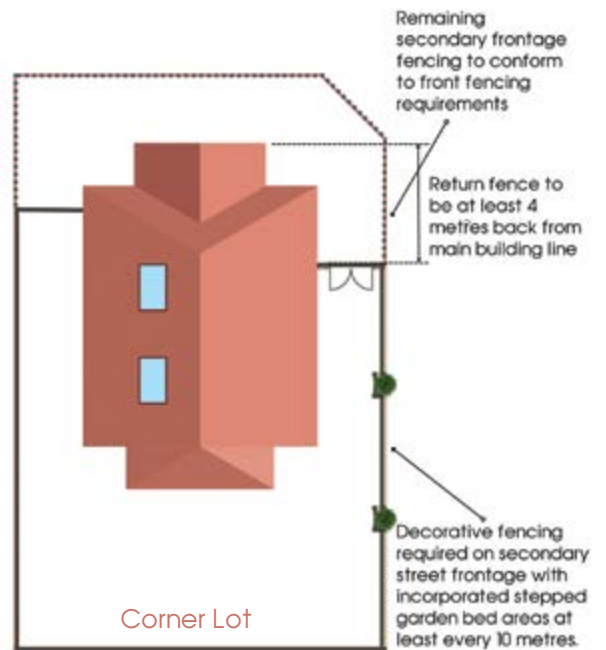 Remaining
secondary frontage
fencing to conform
to front fencing
requirements
Return fence to
be at least 4
metres back from
main building line
Decorative fencing
required on secondary
street frontage with
incorporated stepped
garden bed areas at
least every 10 metres.
Corner Lot